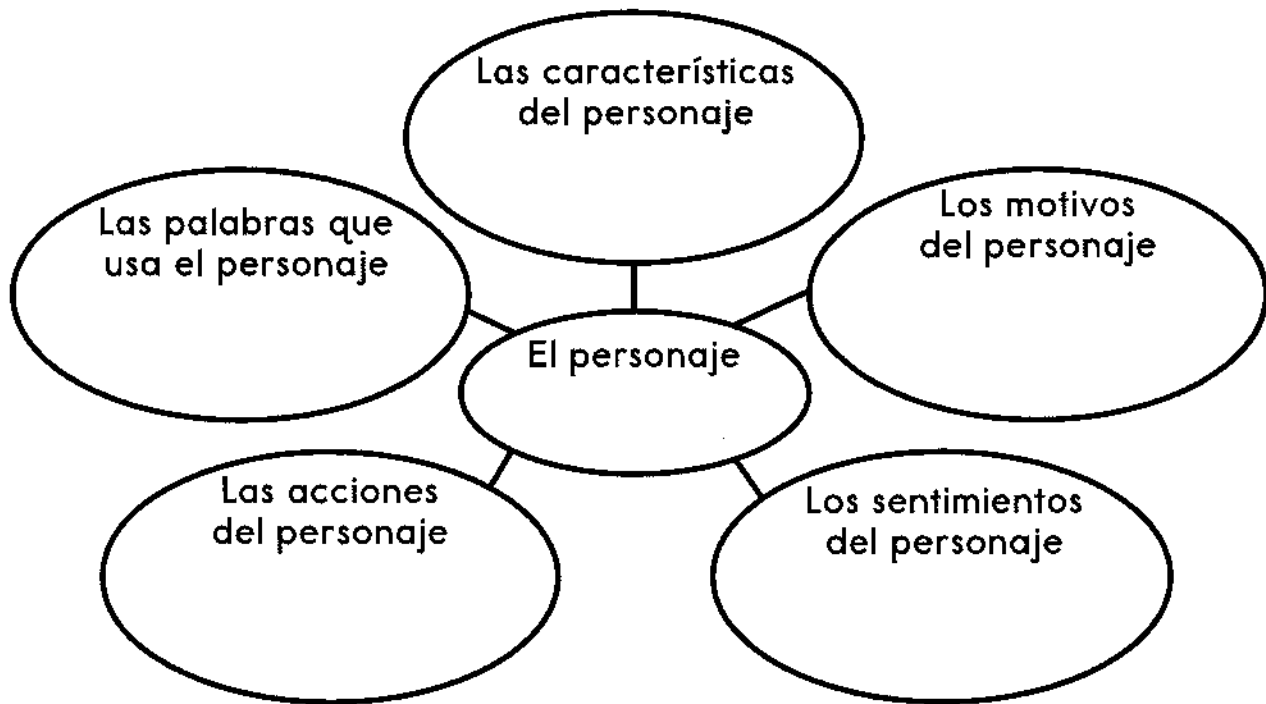 Las características
del personaje
Las palabras que
usa el personaje
Los motivos
del personaje
El personaje
Las acciones
del personaje
Los sentimientos
del personaje